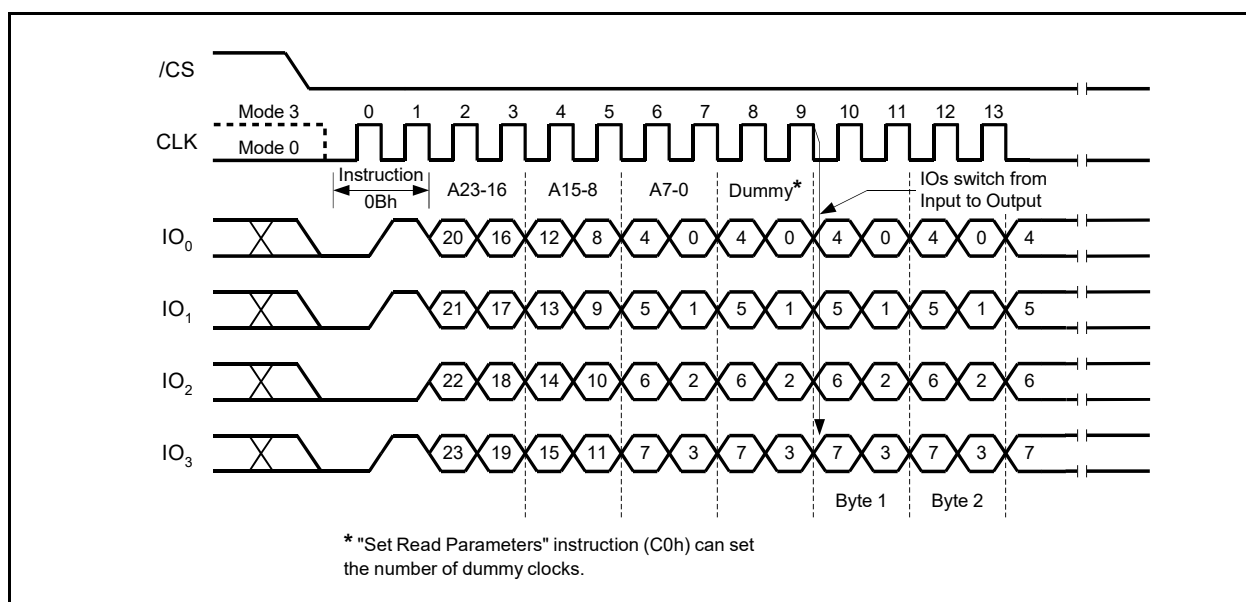 /CS
Mode 3 0 1 2 3 4 5 6 7 8 9 10 11 12 13
CLK
Mode 0
Instruction
0Bh
A23-16 A15-8 A7-0 Dummy*
IOs switch from
Input to Output
IO0 20 16 12 8 4 0 4 0 4 0 4 0 4
IO1 21 17 13 9 5 1 5 1 5 1 5 1 5
IO2 22 18 14 10 6 2 6 2 6 2 6 2 6
IO3 23 19 15 11 7 3 7 3 7 3 7 3 7
Byte 1 Byte 2
* "Set Read Parameters" instruction (C0h) can set
the number of dummy clocks.